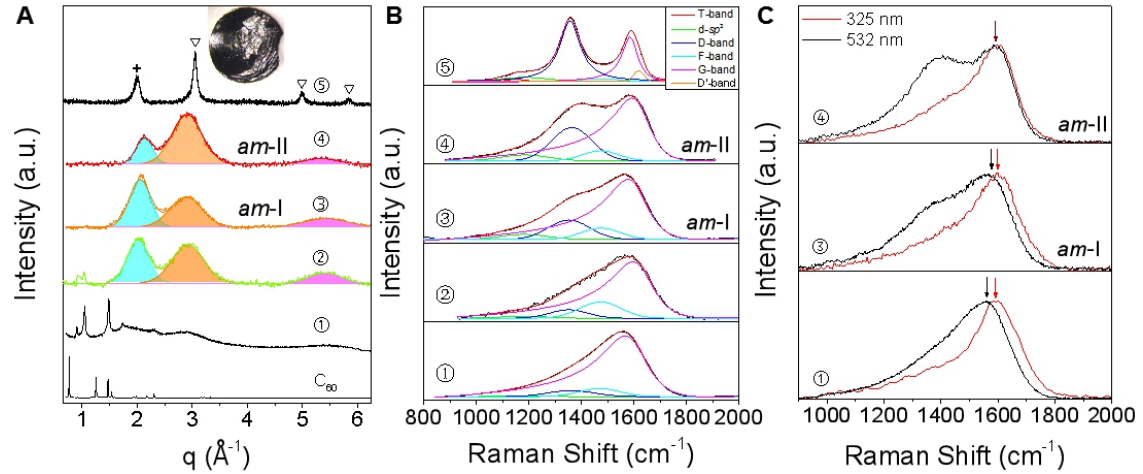 A
+
⑤
④
am-II
am-I
③
②
①
C₆₀
1 2 3 4 5 6
q (Å⁻¹)
Intensity (a.u.)
B
T-band
d-sp³
D-band
F-band
G-band
D'-band
⑤
④
am-II
③
am-I
②
①
800 1000 1200 1400 1600 1800 2000
Raman Shift (cm⁻¹)
Intensity (a.u.)
C
325 nm
532 nm
④
am-II
③
am-I
①
1000 1200 1400 1600 1800 2000
Raman Shift (cm⁻¹)
Intensity (a.u.)